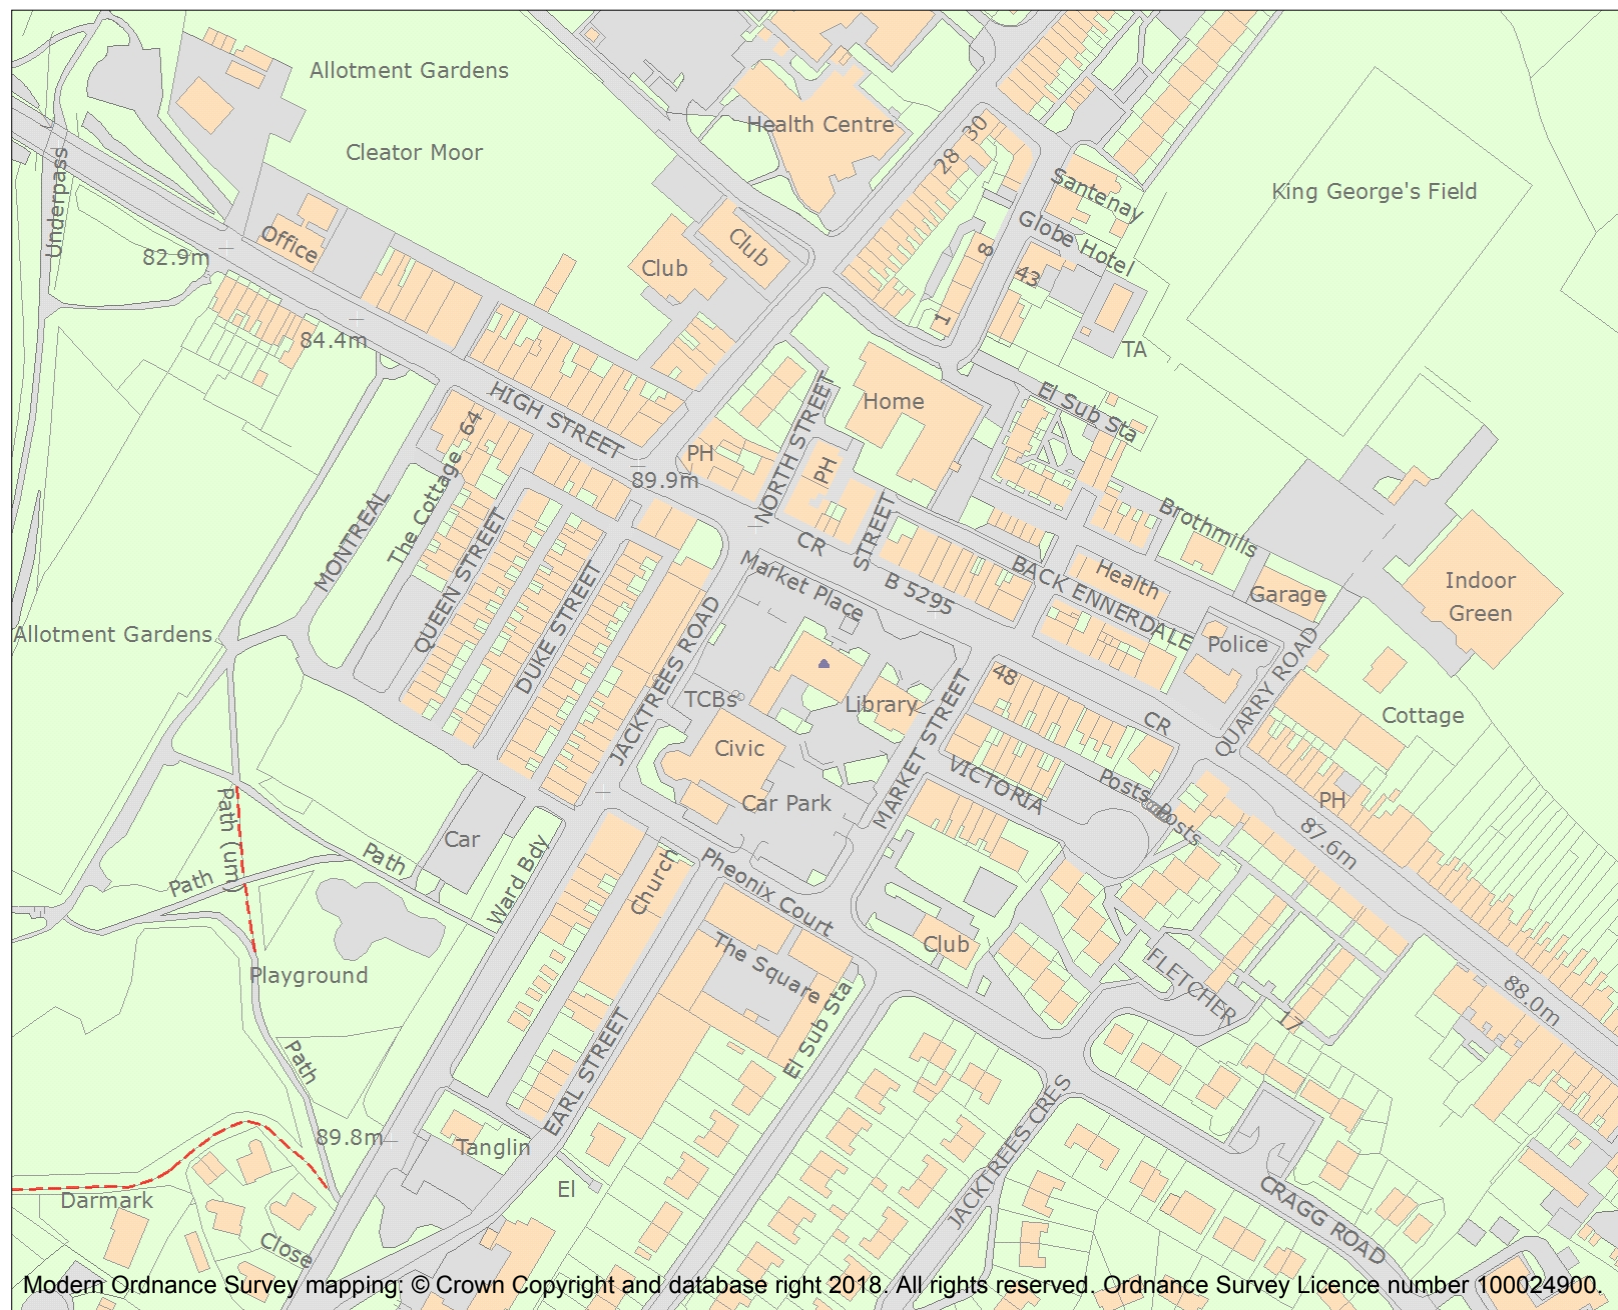 Allotment Gardens
Health Centre
30
28
Cleator Moor
Underpass
Santenay
King George's Field
Globe Hotel
Office
Club
Club
82.9m
8
43
1
84.4m
TA
HIGH STREET
64
El Sub Sta
Home
NORTH STREET
PH
PH
89.9m
The Cottage
MONTREAL
QUEEN STREET
DUKE STREET
STREET
CR
Brothmills
Market Place
B 5295
BACK ENNERDALE
Health
Garage
Indoor
Green
Allotment Gardens
Police
JACKTREES ROAD
QUARRY ROAD
TCBs
Library
48
MARKET STREET
CR
Cottage
Civic
VICTORIA
Posts
Posts
Car Park
PH
87.6m
Path (um)
Car
Path
Path
Ward Bdy
Church
Pheonix Court
The Square
Club
FLETCHER
17
88.0m
Playground
El Sub Sta
Path
EARL STREET
89.8m
Tanglin
El
JACKTREES CRES
CRAGG ROAD
Darmark
Close
Modern Ordnance Survey mapping: © Crown Copyright and database right 2018. All rights reserved. Ordnance Survey Licence number 100024900.